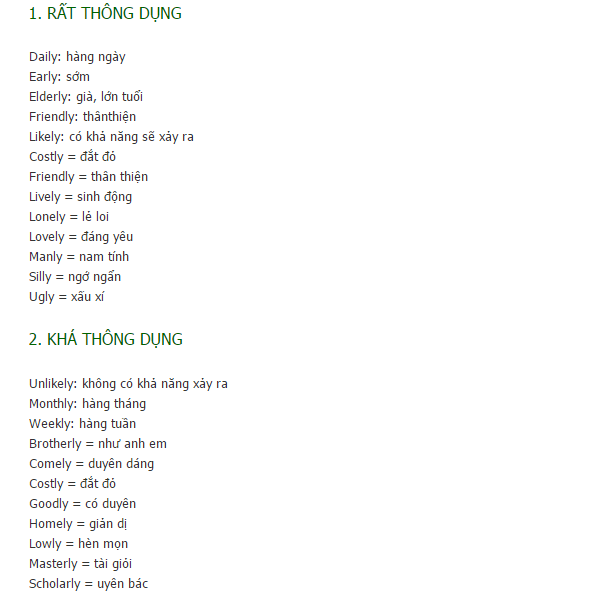 1. RẤT THÔNG DỤNG
Daily: hàng ngày
Early: sớm
Elderly: già, lớn tuổi
Friendly: thânthiện
Likely: có khả năng sẽ xảy ra
Costly = đắt đỏ
Friendly = thân thiện
Lively = sinh động
Lonely = lẻ loi
Lovely = đáng yêu
Manly = nam tính
Silly = ngớ ngẩn
Ugly = xấu xí
2. KHÁ THÔNG DỤNG
Unlikely: không có khả năng xảy ra
Monthly: hàng tháng
Weekly: hàng tuần
Brotherly = như anh em
Comely = duyên dáng
Costly = đắt đỏ
Goodly = có duyên
Homely = giản dị
Lowly = hèn mọn
Masterly = tài giỏi
Scholarly = uyên bác